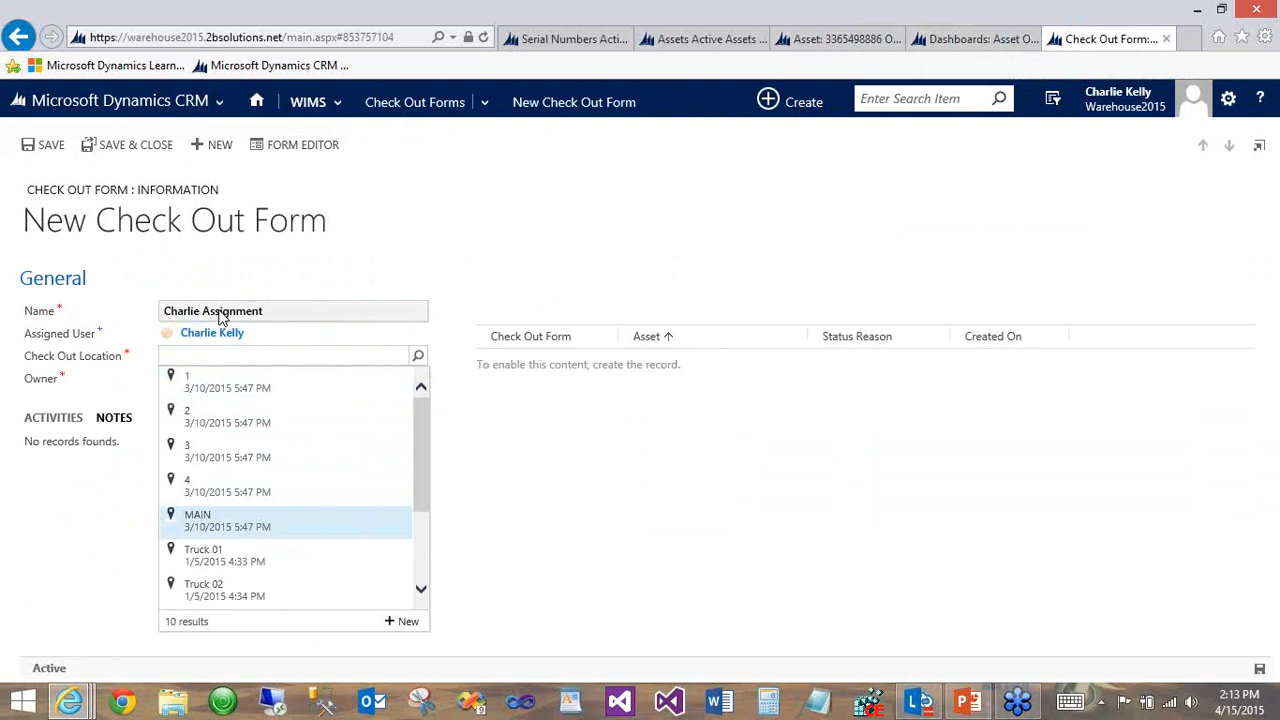 https://warehouse2015.2bsolutions.net/main.aspx#853757104
Serial Numbers Acti...
Assets Active Assets ...
Asset: 3365498886 O...
Dashboards: Asset O...
Check Out Form:...
Microsoft Dynamics Learn...
Microsoft Dynamics CRM ...
Microsoft Dynamics CRM
WIMS
Check Out Forms
New Check Out Form
Create
Enter Search Item
Charlie Kelly
Warehouse2015
?
SAVE
SAVE & CLOSE
NEW
FORM EDITOR
CHECK OUT FORM : INFORMATION
New Check Out Form
General
Name *
Charlie Assignment
Assigned User +
Charlie Kelly
Check Out Location *
Owner *
Check Out Form
Asset
Status Reason
Created On
To enable this content, create the record.
ACTIVITIES NOTES
No records found.
1
3/10/2015 5:47 PM
2
3/10/2015 5:47 PM
3
3/10/2015 5:47 PM
4
3/10/2015 5:47 PM
MAIN
3/10/2015 5:47 PM
Truck 01
1/5/2015 4:33 PM
Truck 02
1/5/2015 4:34 PM
10 results
+ New
Active
2:13 PM
4/15/2015